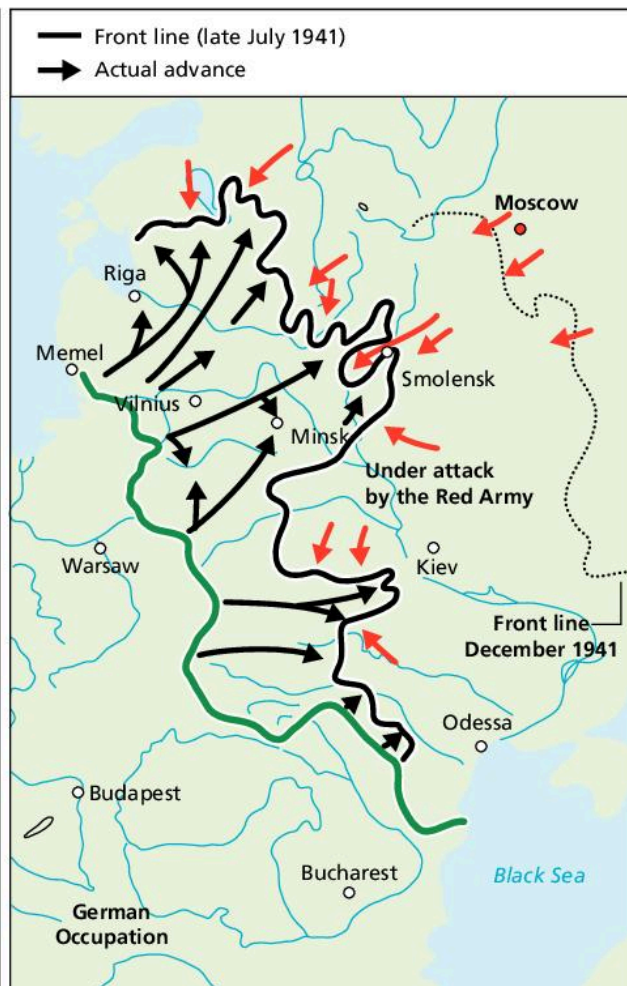 Front line (late July 1941)
Actual advance
Moscow
Riga
Memel
Smolensk
Vilnius
Minsk
Under attack
by the Red Army
Warsaw
Kiev
Front line
December 1941
Odessa
Budapest
Bucharest
Black Sea
German
Occupation